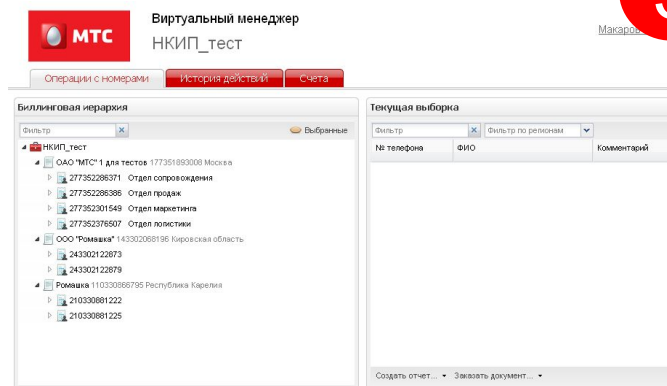 Виртуальный менеджер
мтс
НКИП_тест
Макаров
Операции с номерами
История действий
Счета
Биллинговая иерархия
Текущая выборка
Фильтр
Выбранные
Фильтр
Фильтр по регионам
НКИП_тест
№ телефона
ФИО
Комментарий
ОАО "МТС" 1 для тестов 177351893008 Москва
277352286371 Отдел сопровождения
277352286386 Отдел продаж
277352301549 Отдел маркетинга
277352376507 Отдел логистики
ООО "Ромашка" 143302068196 Кировская область
243302122873
243302122879
Ромашка 110330866795 Республика Карелия
210330881222
210330881225
Создать отчет...
Заказать документ...